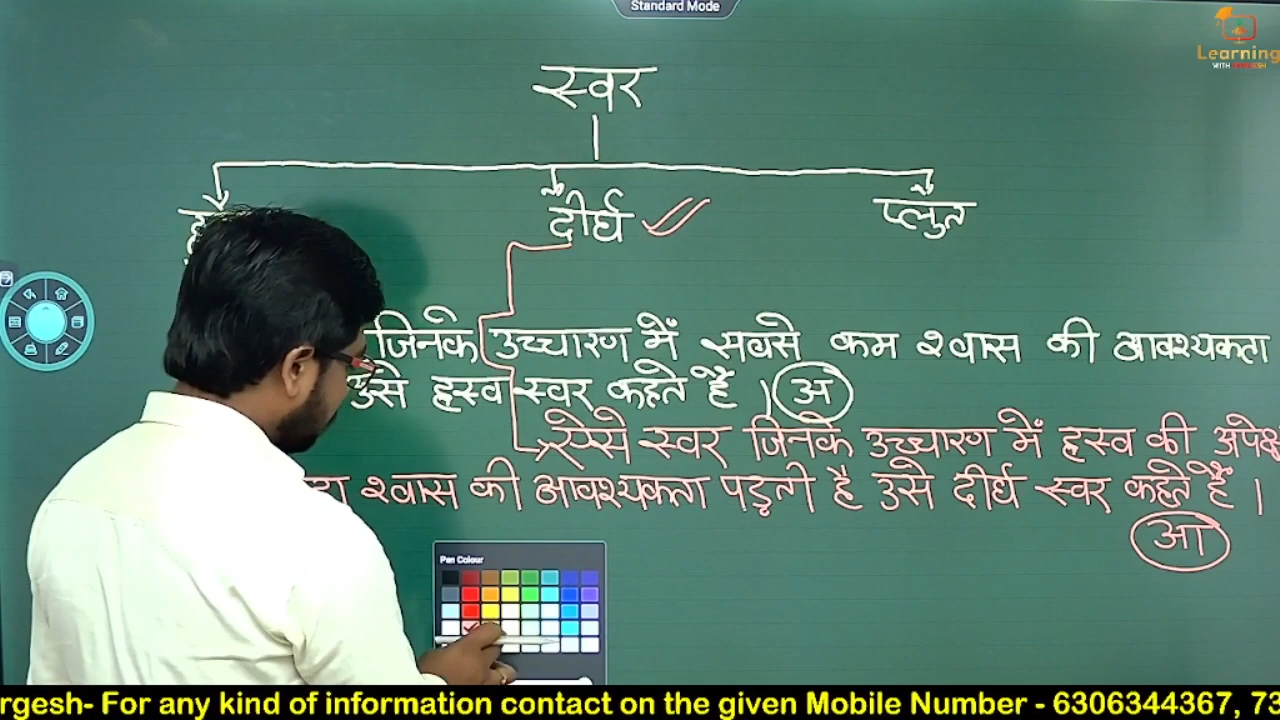 Standard Mode
Learning
WITH
स्वर
दीर्घ
प्लुत
जिनके उच्चारण में सबसे कम श्वास की आवश्यकता
उसे ह्रस्व स्वर कहते हैं । अ
ऐसे स्वर जिनके उच्चारण में ह्रस्व की अपेक्ष
श्वास की आवश्यकता पड़ती है उसे दीर्घ स्वर कहते हैं ।
आ
Pen Colour
rgesh- For any kind of information contact on the given Mobile Number - 6306344367, 73